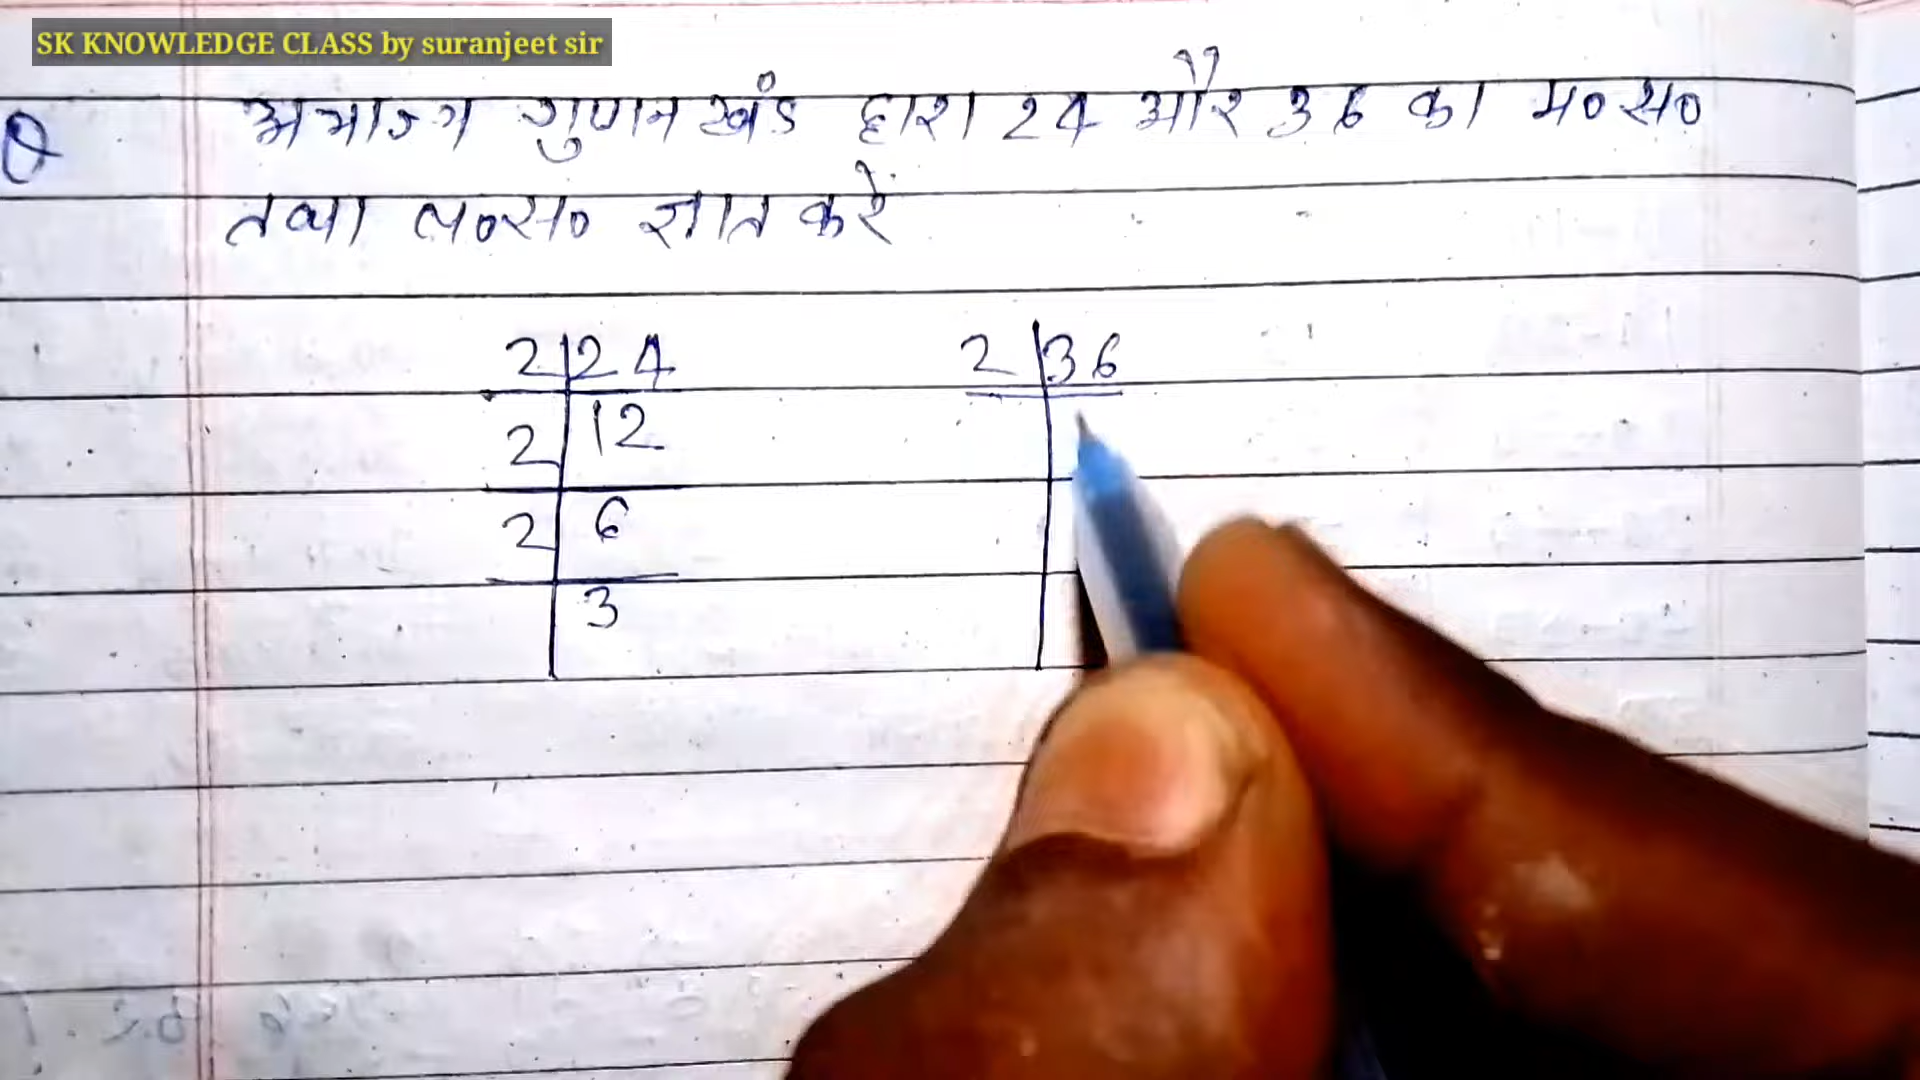 SK KNOWLEDGE CLASS by suranjeet sir
Q अभाज्य गुणनखंड द्वारा 24 और 36 का म०स०
तथा ल०स० ज्ञात करें
2 24 2 36
2 12
2 6
3